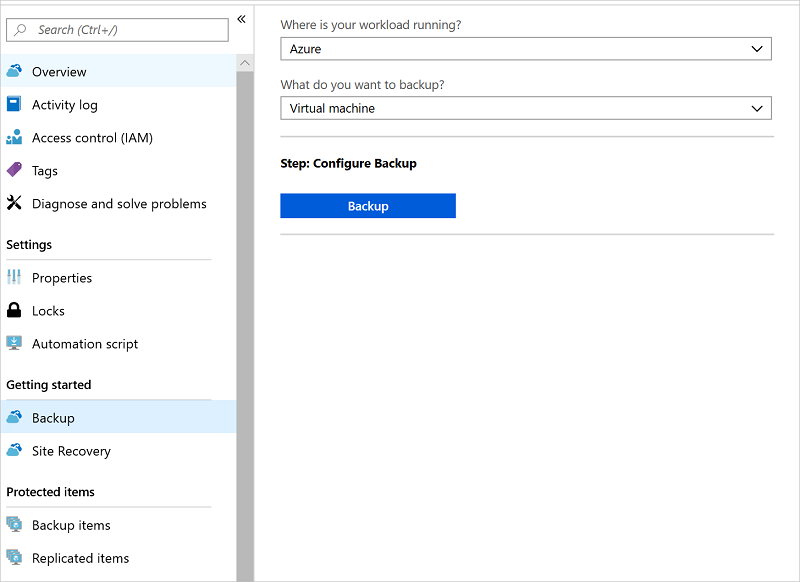 Search (Ctrl+/)
«
Overview
Activity log
Access control (IAM)
Tags
Diagnose and solve problems
Settings
Properties
Locks
Automation script
Getting started
Backup
Site Recovery
Protected items
Backup items
Replicated items
Where is your workload running?
Azure
What do you want to backup?
Virtual machine
Step: Configure Backup
Backup